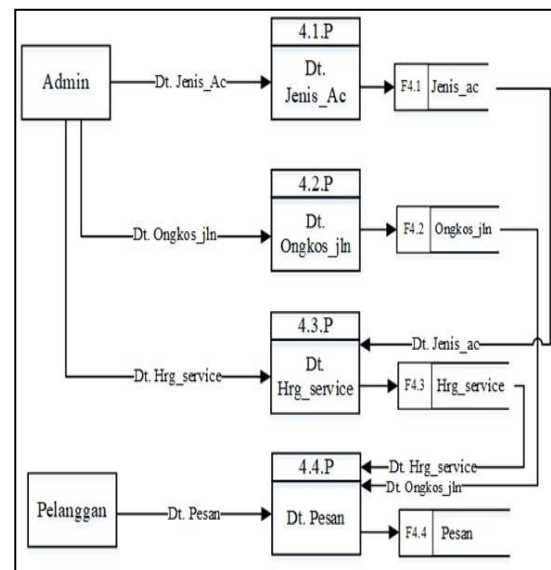 4.1.P
Admin
Dt. Jenis_Ac
Dt.
Jenis_Ac
F4.1
Jenis_ac
4.2.P
Dt. Ongkos_jln
Dt.
Ongkos_jln
F4.2
Ongkos_jln
4.3.P
Dt. Jenis_ac
Dt. Hrg_service
Dt.
Hrg_service
F4.3
Hrg_service
4.4.P
Dt. Hrg_service
Dt. Ongkos_jln
Pelanggan
Dt. Pesan
Dt. Pesan
F4.4
Pesan